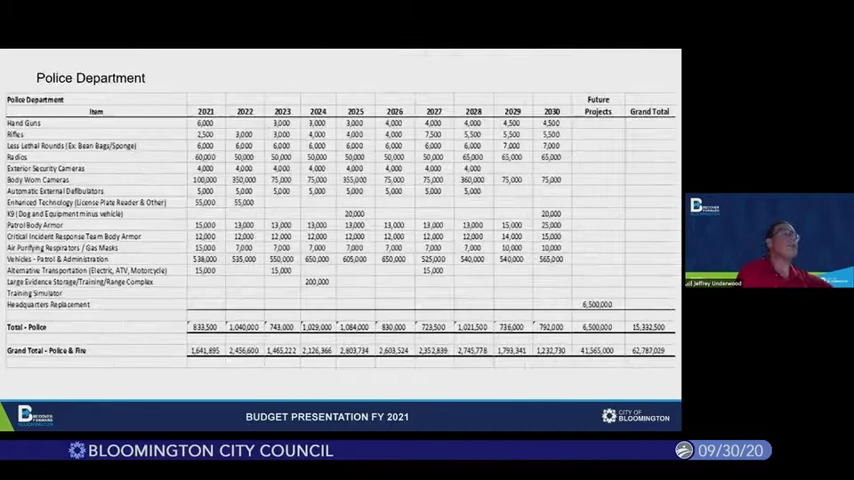 Police Department
Police Department Future
Item 2021 2022 2023 2024 2025 2026 2027 2028 2029 2030 Projects Grand Total
Hand Guns 6,000 3,000 3,000 3,000 4,000 4,000 4,000 4,500 4,500
Rifles 2,500 3,000 3,000 4,000 4,000 4,000 7,500 5,500 5,500 5,500
Less Lethal Rounds (Ex: Bean Bags/Sponge) 6,000 6,000 6,000 6,000 6,000 6,000 6,000 6,000 7,000 7,000
Radios 60,000 50,000 50,000 50,000 50,000 50,000 50,000 65,000 65,000 65,000
Exterior Security Cameras 4,000 4,000 4,000 4,000 4,000 4,000 4,000 4,000
Body Worn Cameras 100,000 350,000 75,000 75,000 355,000 75,000 75,000 360,000 75,000 75,000
Automatic External Defibulators 5,000 5,000 5,000 5,000 5,000 5,000 5,000 5,000
Enhanced Technology (License Plate Reader & Other) 55,000 55,000
K9 (Dog and Equipment minus vehicle) 20,000 20,000
Patrol Body Armor 15,000 13,000 13,000 13,000 13,000 13,000 13,000 13,000 15,000 25,000
Critical Incident Response Team Body Armor 12,000 12,000 12,000 12,000 12,000 12,000 12,000 12,000 14,000 15,000
Air Purifying Respirators / Gas Masks 15,000 7,000 7,000 7,000 7,000 7,000 7,000 7,000 10,000 10,000
Vehicles - Patrol & Administration 538,000 535,000 550,000 650,000 605,000 650,000 525,000 540,000 540,000 565,000
Alternative Transportation (Electric, ATV, Motorcycle) 15,000 15,000 15,000
Large Evidence Storage/Training/Range Complex 200,000
Training Simulator
Headquarters Replacement 6,500,000
Total - Police 833,500 1,040,000 743,000 1,029,000 1,084,000 830,000 723,500 1,021,500 736,000 792,000 6,500,000 15,332,500
Grand Total - Police & Fire 1,641,895 2,456,600 1,465,222 2,126,366 2,803,734 2,603,524 2,352,839 2,745,778 1,793,341 1,232,730 41,565,000 62,787,029
Jeffrey Underwood
BUDGET PRESENTATION FY 2021
CITY OF
BLOOMINGTON
BLOOMINGTON CITY COUNCIL
09/30/20